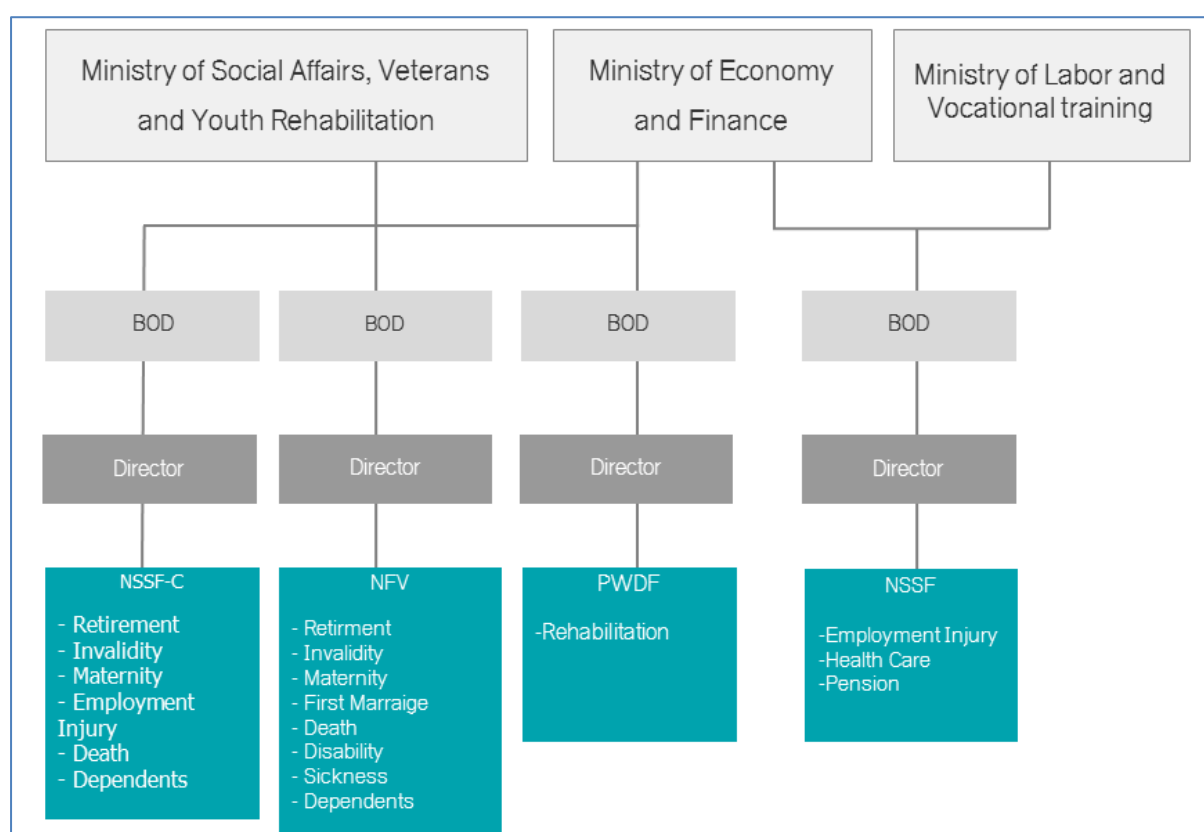 Ministry of Social Affairs, Veterans
and Youth Rehabilitation
Ministry of Economy
and Finance
Ministry of Labor and
Vocational training
BOD
BOD
BOD
BOD
Director
Director
Director
Director
NSSF-C
- Retirement
- Invalidity
- Maternity
- Employment
Injury
- Death
- Dependents
NFV
- Retirment
- Invalidity
- Maternity
- First Marraige
- Death
- Disability
- Sickness
- Dependents
PWDF
-Rehabilitation
NSSF
-Employment Injury
-Health Care
-Pension